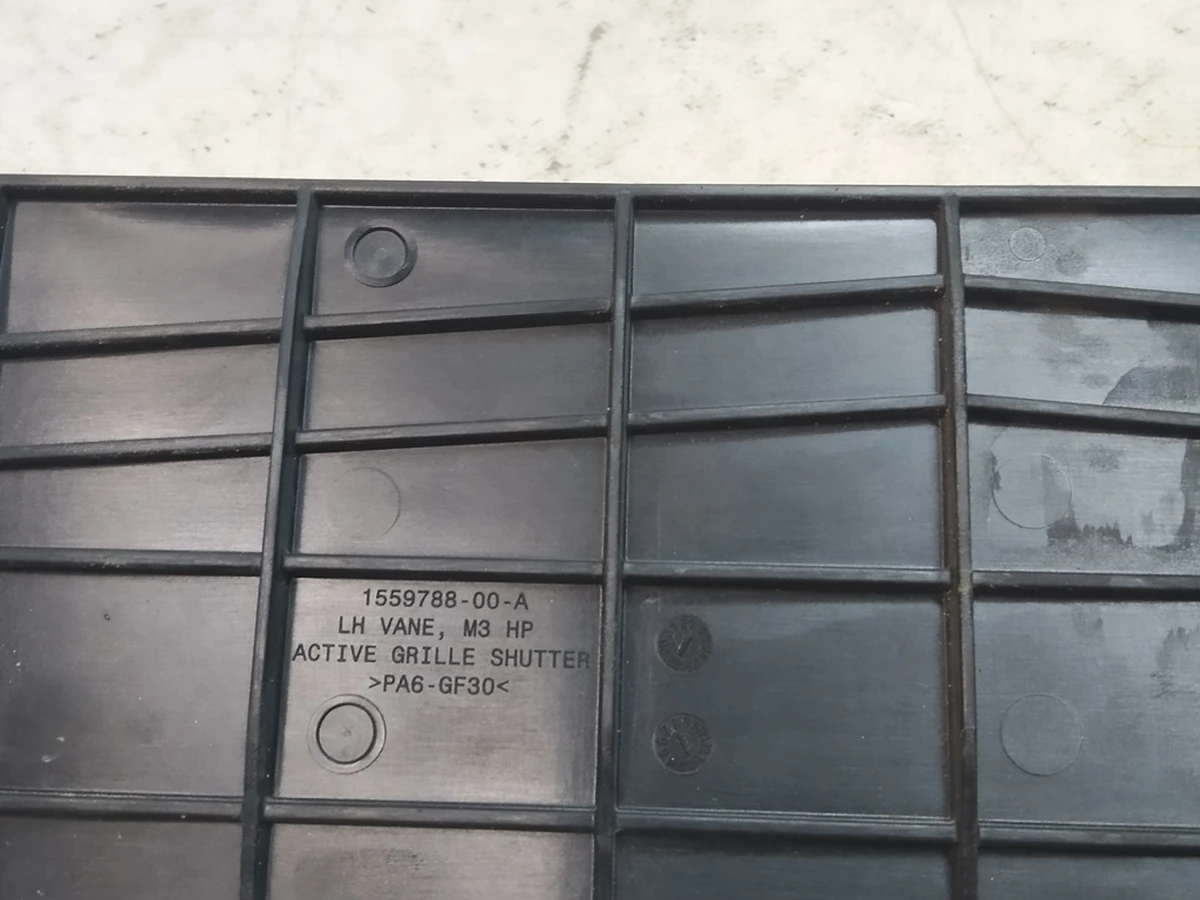 1559788-00-A
LH VANE, M3 HP
ACTIVE GRILLE SHUTTER
>PA6-GF30<